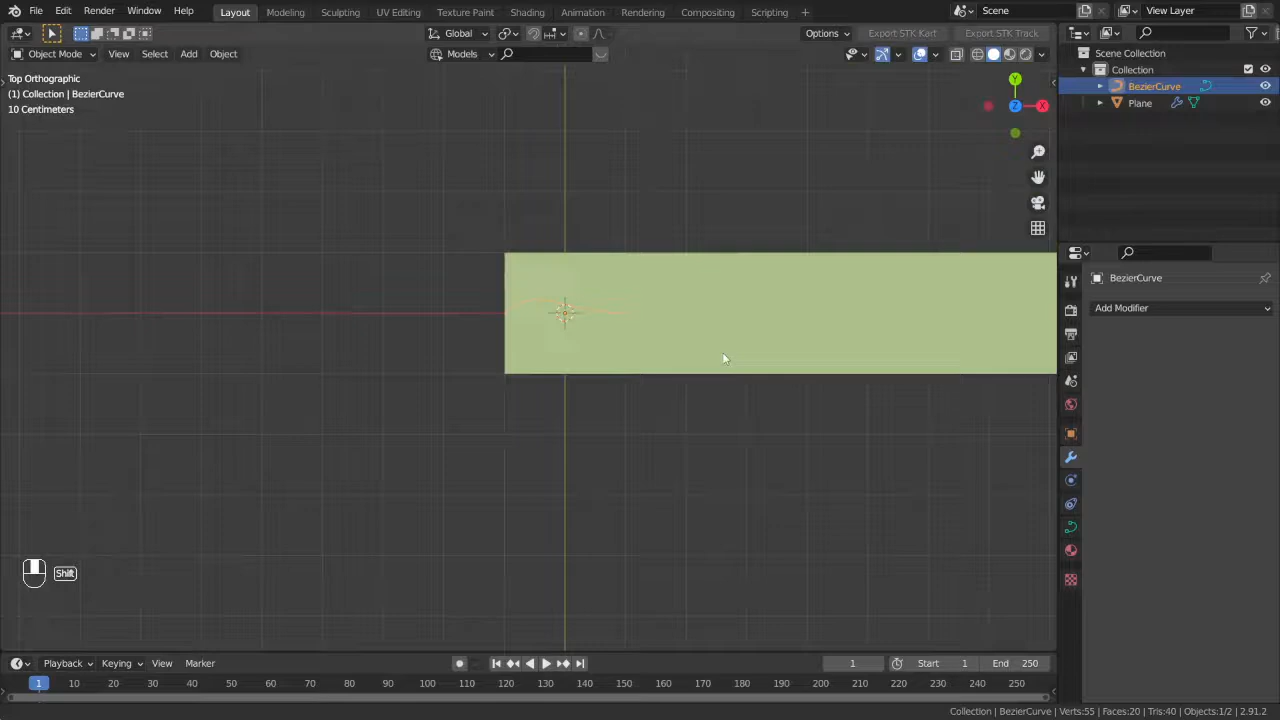 File Edit Render Window Help Layout Modeling Sculpting UV Editing Texture Paint Shading Animation Rendering Compositing Scripting + Scene View Layer
Global Options Export STK Kart Export STK Track
Object Mode View Select Add Object Models
Scene Collection
Collection
BezierCurve
Plane
Top Orthographic
(1) Collection | BezierCurve
10 Centimeters
Y
Z
X
BezierCurve
Add Modifier
Shift
Playback Keying View Marker 1 Start 1 End 250
1 10 20 30 40 50 60 70 80 90 100 110 120 130 140 150 160 170 180 190 200 210 220 230 240 250
Collection | BezierCurve | Verts:55 | Faces:20 | Tris:40 | Objects:1/2 | 2.91.2